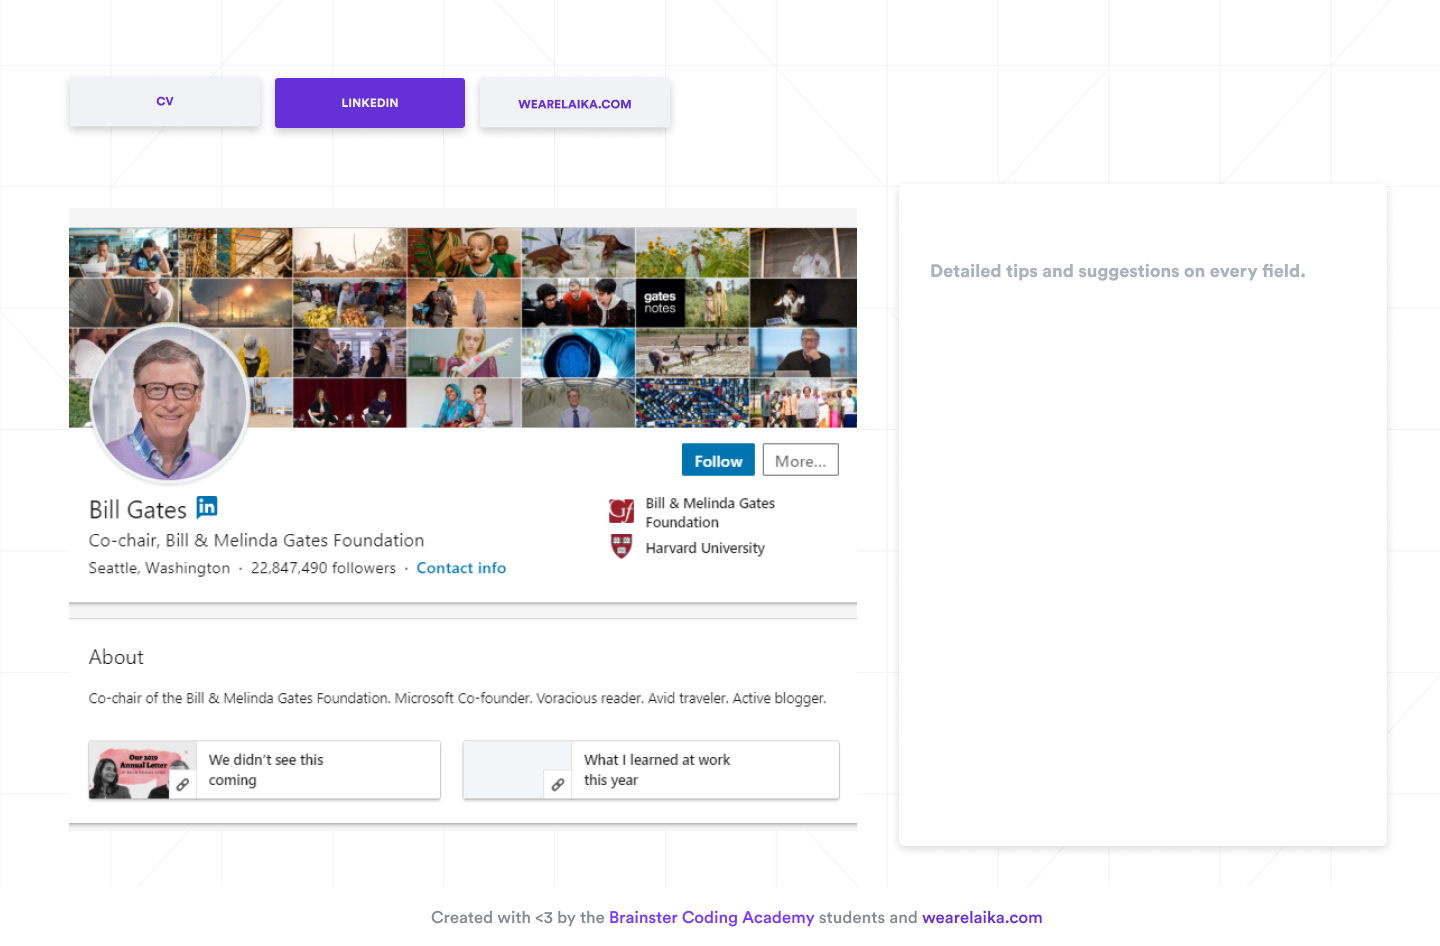 CV
LINKEDIN
WEARELAIKA.COM
Detailed tips and suggestions on every field.
gates
notes
Follow
More...
Bill Gates in
Co-chair, Bill & Melinda Gates Foundation
Seattle, Washington · 22,847,490 followers · Contact info
Gf
Bill & Melinda Gates
Foundation
Harvard University
About
Co-chair of the Bill & Melinda Gates Foundation. Microsoft Co-founder. Voracious reader. Avid traveler. Active blogger.
Our 2019
Annual Letter
We didn’t see this
coming
What I learned at work
this year
Created with <3 by the Brainster Coding Academy students and wearelaika.com